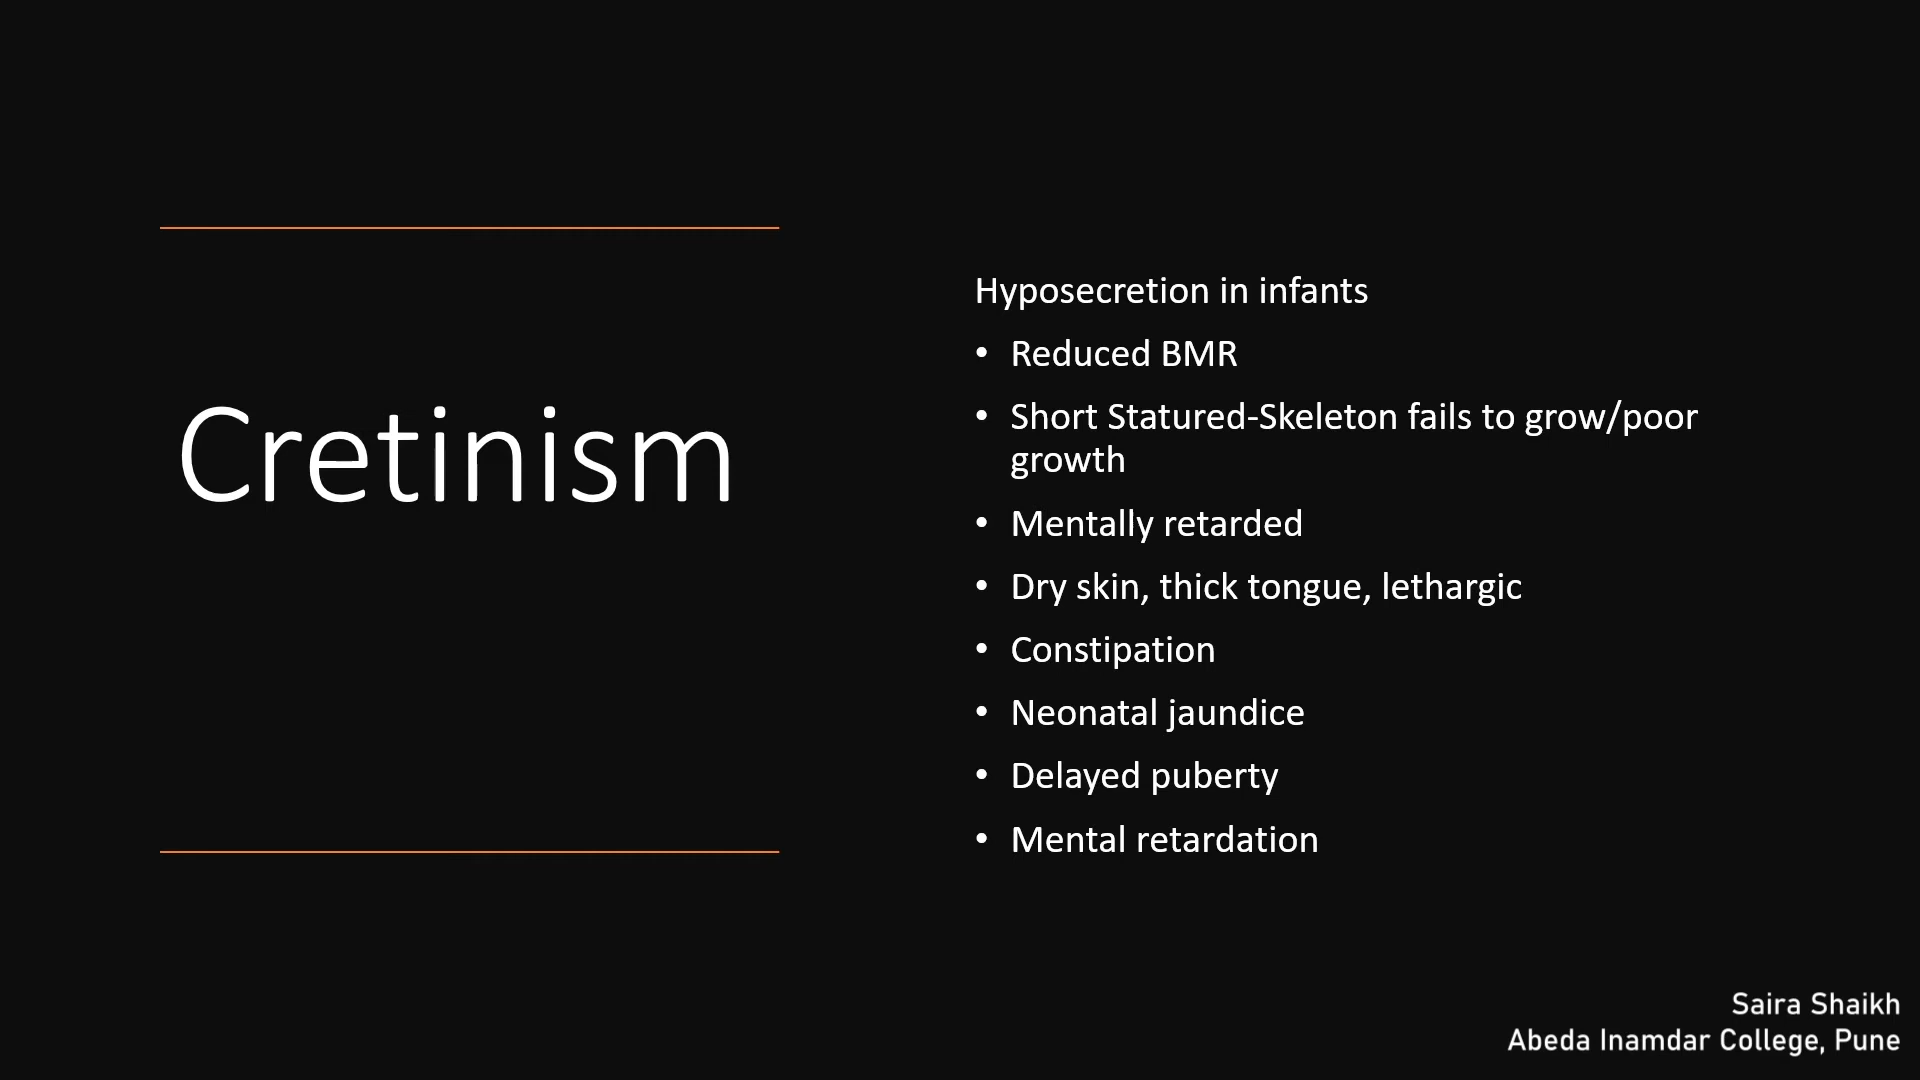 Cretinism
Hyposecretion in infants
• Reduced BMR
• Short Statured-Skeleton fails to grow/poor
growth
• Mentally retarded
• Dry skin, thick tongue, lethargic
• Constipation
• Neonatal jaundice
• Delayed puberty
• Mental retardation
Saira Shaikh
Abeda Inamdar College, Pune